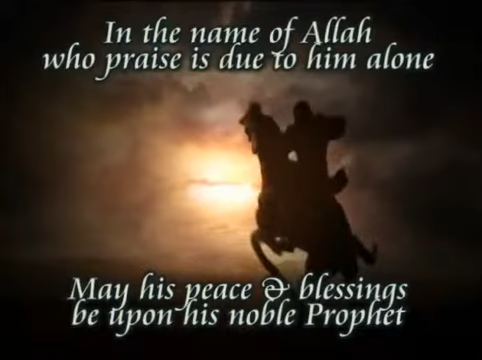 In the name of Allah
who praise is due to him alone
May his peace & blessings
be upon his noble Prophet